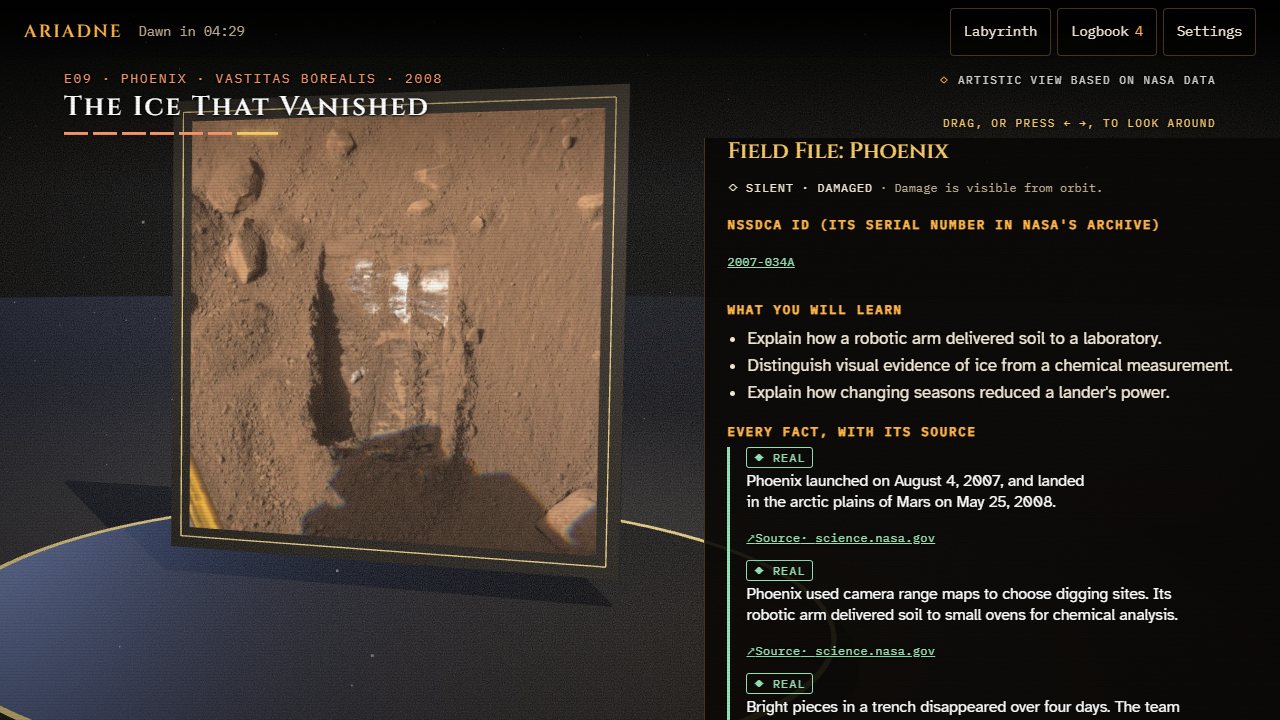 ARIADNE
Dawn in 04:29
Labyrinth
Logbook 4
Settings
E09 · PHOENIX · VASTITAS BOREALIS · 2008
The Ice That Vanished
◇ ARTISTIC VIEW BASED ON NASA DATA
DRAG, OR PRESS ← →, TO LOOK AROUND
Field File: Phoenix
◇ SILENT · DAMAGED · Damage is visible from orbit.
NSSDCA ID (ITS SERIAL NUMBER IN NASA'S ARCHIVE)
2007-034A
WHAT YOU WILL LEARN
• Explain how a robotic arm delivered soil to a laboratory.
• Distinguish visual evidence of ice from a chemical measurement.
• Explain how changing seasons reduced a lander's power.
EVERY FACT, WITH ITS SOURCE
◆ REAL
Phoenix launched on August 4, 2007, and landed
in the arctic plains of Mars on May 25, 2008.
↗Source· science.nasa.gov
◆ REAL
Phoenix used camera range maps to choose digging sites. Its
robotic arm delivered soil to small ovens for chemical analysis.
↗Source· science.nasa.gov
◆ REAL
Bright pieces in a trench disappeared over four days. The team